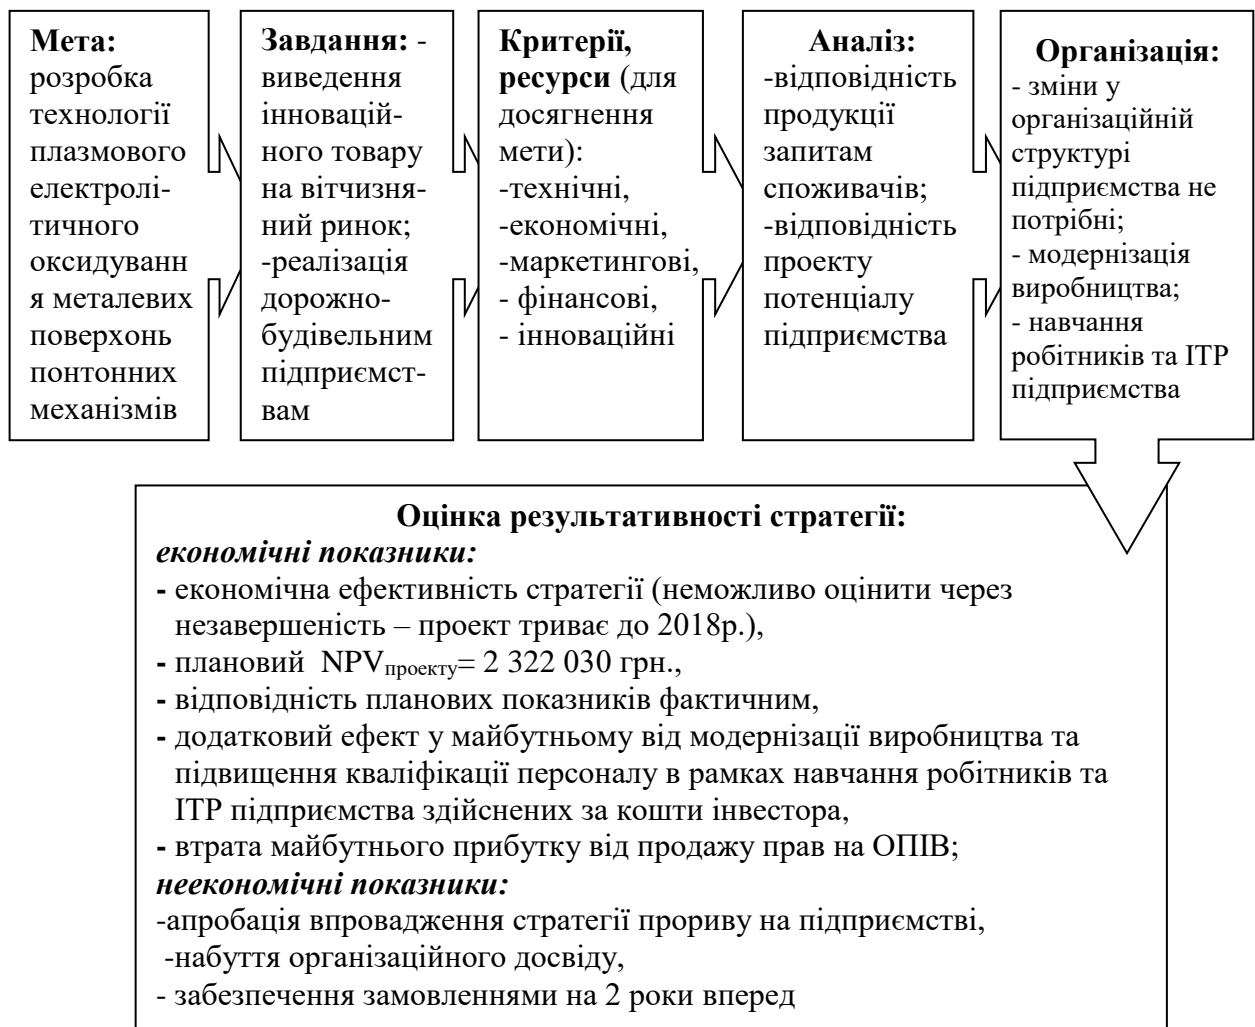 Мета:
розробка
технології
плазмового
електролі-
тичного
оксидуванн
я металевих
поверхонь
понтонних
механізмів
Завдання: -
виведення
інновацій-
ного товару
на вітчизня-
ний ринок;
-реалізація
дорожно-
будівельним
підприємст-
вам
Критерії,
ресурси (для
досягнення
мети):
-технічні,
-економічні,
-маркетингові,
- фінансові,
- інноваційні
Аналіз:
-відповідність
продукції
запитам
споживачів;
-відповідність
проекту
потенціалу
підприємства
Організація:
- зміни у
організаційній
структурі
підприємства не
потрібні;
- модернізація
виробництва;
- навчання
робітників та ІТР
підприємства
Оцінка результативності стратегії:
економічні показники:
- економічна ефективність стратегії (неможливо оцінити через
незавершеність – проект триває до 2018р.),
- плановий NPVпроекту= 2 322 030 грн.,
- відповідність планових показників фактичним,
- додатковий ефект у майбутньому від модернізації виробництва та
підвищення кваліфікації персоналу в рамках навчання робітників та
ІТР підприємства здійснених за кошти інвестора,
- втрата майбутнього прибутку від продажу прав на ОПІВ;
неекономічні показники:
-апробація впровадження стратегії прориву на підприємстві,
-набуття організаційного досвіду,
- забезпечення замовленнями на 2 роки вперед